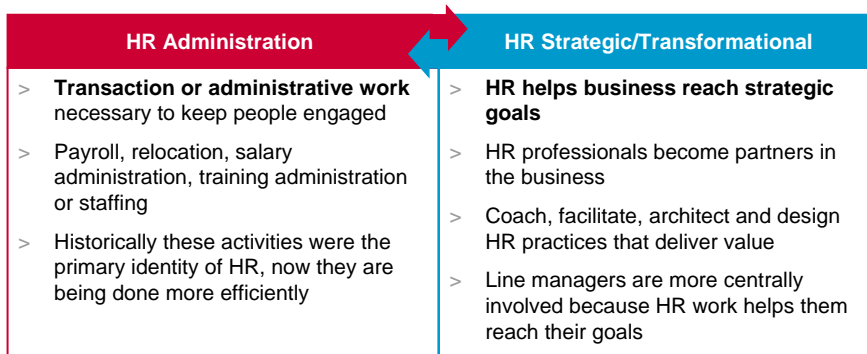 HR Administration
> Transaction or administrative work
necessary to keep people engaged
> Payroll, relocation, salary
administration, training administration
or staffing
> Historically these activities were the
primary identity of HR, now they are
being done more efficiently
HR Strategic/Transformational
> HR helps business reach strategic
goals
> HR professionals become partners in
the business
> Coach, facilitate, architect and design
HR practices that deliver value
> Line managers are more centrally
involved because HR work helps them
reach their goals